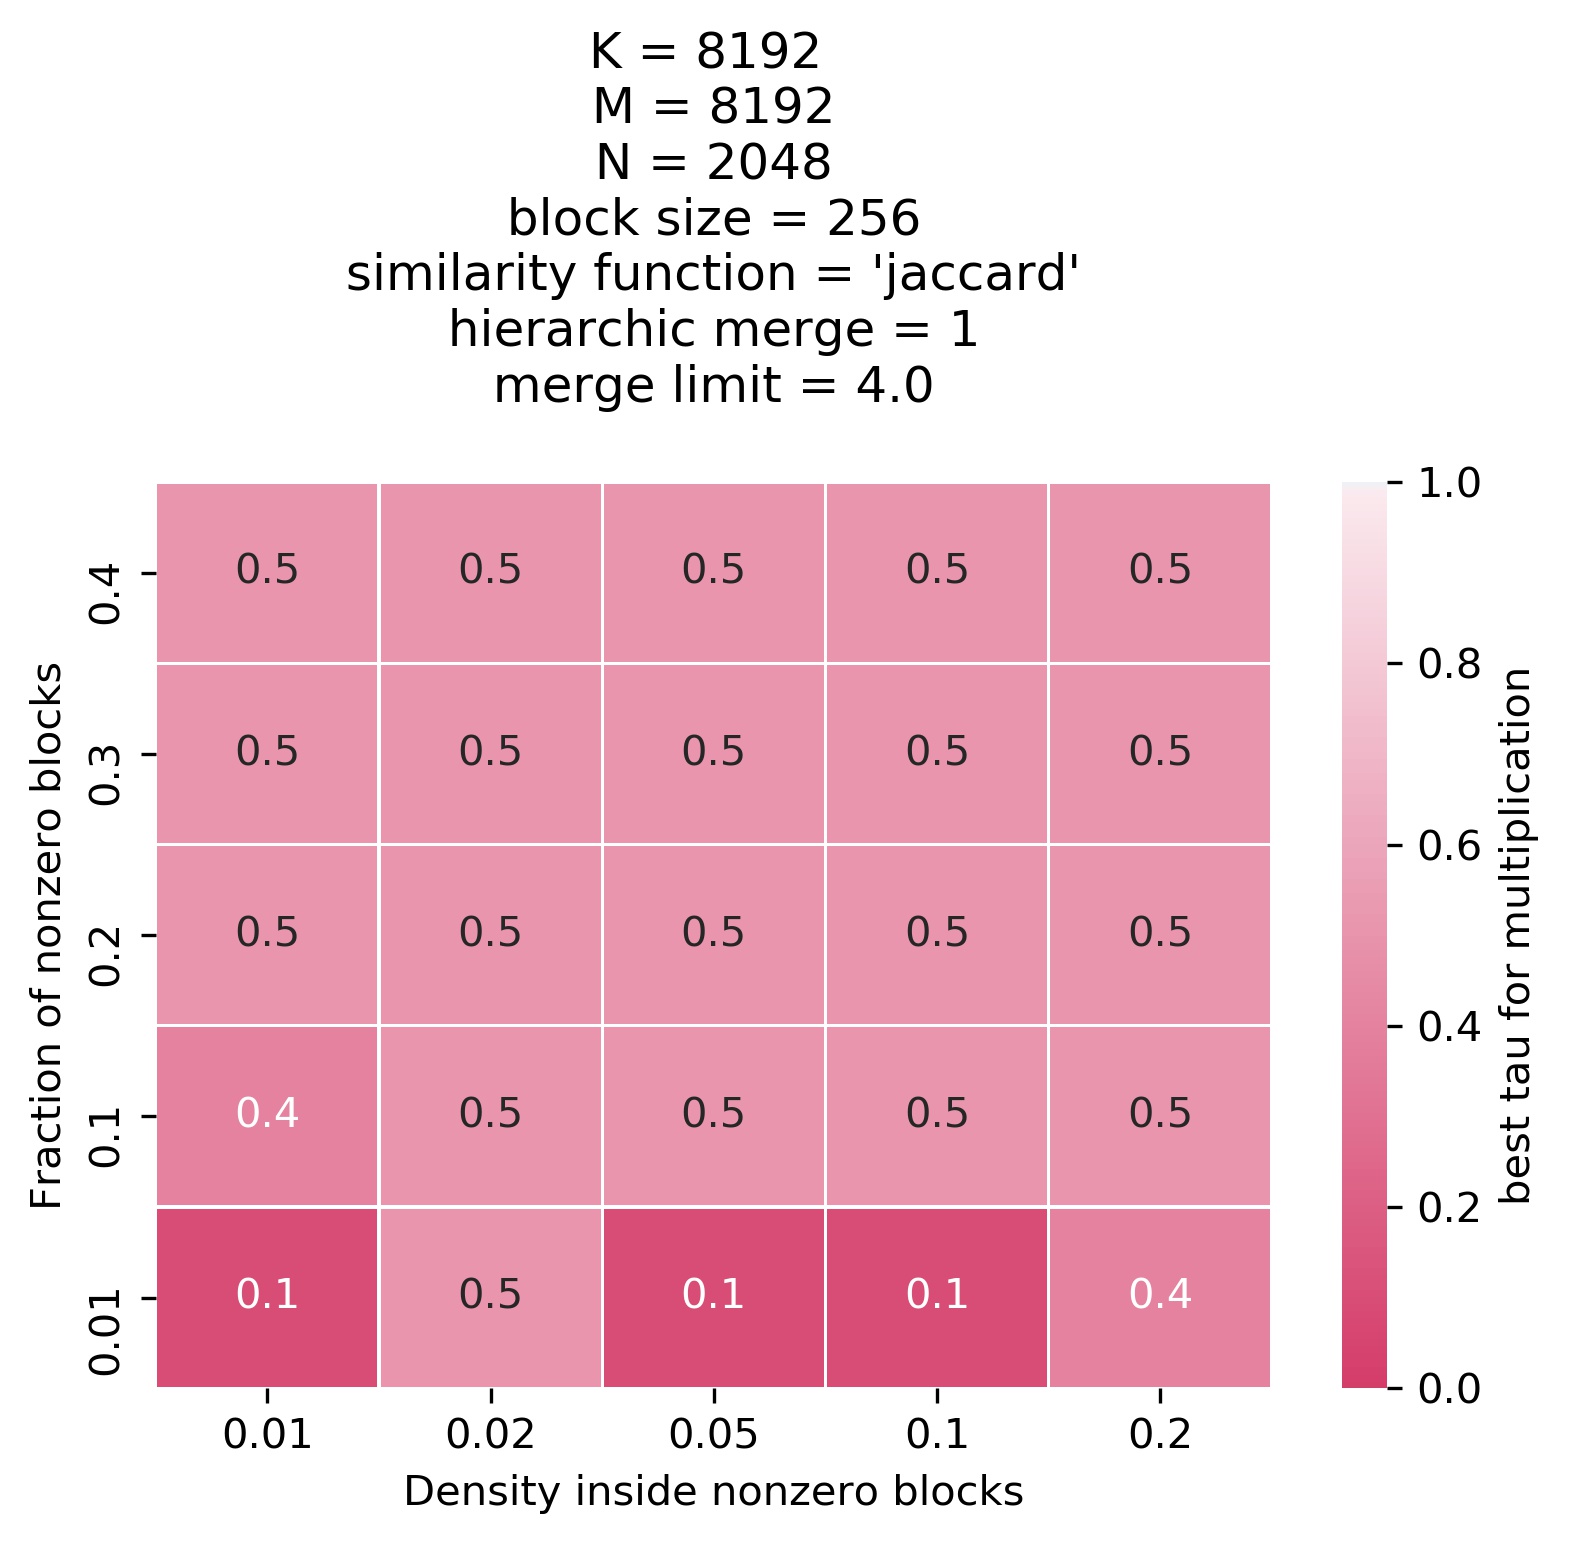 K = 8192
M = 8192
N = 2048
block size = 256
similarity function = 'jaccard'
hierarchic merge = 1
merge limit = 4.0
Fraction of nonzero blocks
0.4 0.5 0.5 0.5 0.5 0.5
0.3 0.5 0.5 0.5 0.5 0.5
0.2 0.5 0.5 0.5 0.5 0.5
0.1 0.4 0.5 0.5 0.5 0.5
0.01 0.1 0.5 0.1 0.1 0.4
0.01 0.02 0.05 0.1 0.2
Density inside nonzero blocks
1.0
0.8
0.6
0.4
0.2
0.0
best tau for multiplication